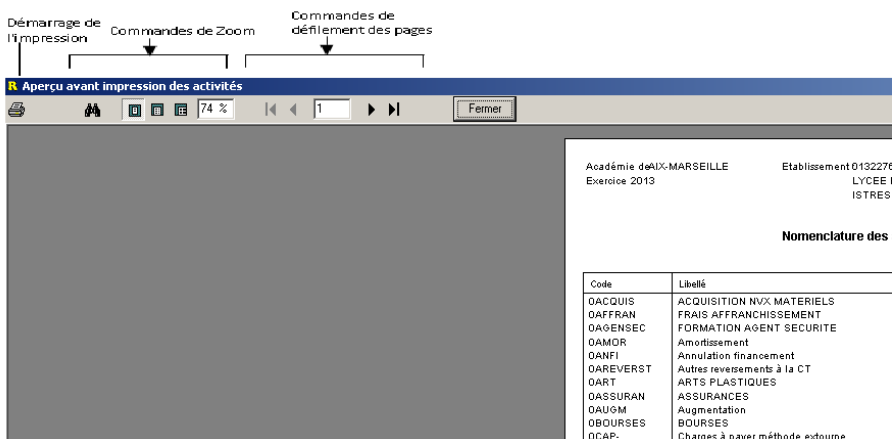 Démarrage de
l'impression
Commandes de Zoom
Commandes de
défilement des pages
R Aperçu avant impression des activités
74 %
1
Fermer
Académie deAIX-MARSEILLE
Etablissement 0132276
Exercice 2013
LYCEE
ISTRES
Nomenclature des
Code Libellé
0ACQUIS ACQUISITION NVX MATERIELS
0AFFRAN FRAIS AFFRANCHISSEMENT
0AGENSEC FORMATION AGENT SECURITE
0AMOR Amortissement
0ANFI Annulation financement
0AREVERST Autres reversements à la CT
0ART ARTS PLASTIQUES
0ASSURAN ASSURANCES
0AUGM Augmentation
0BOURSES BOURSES
0CAP- Charges à payer méthode extourne